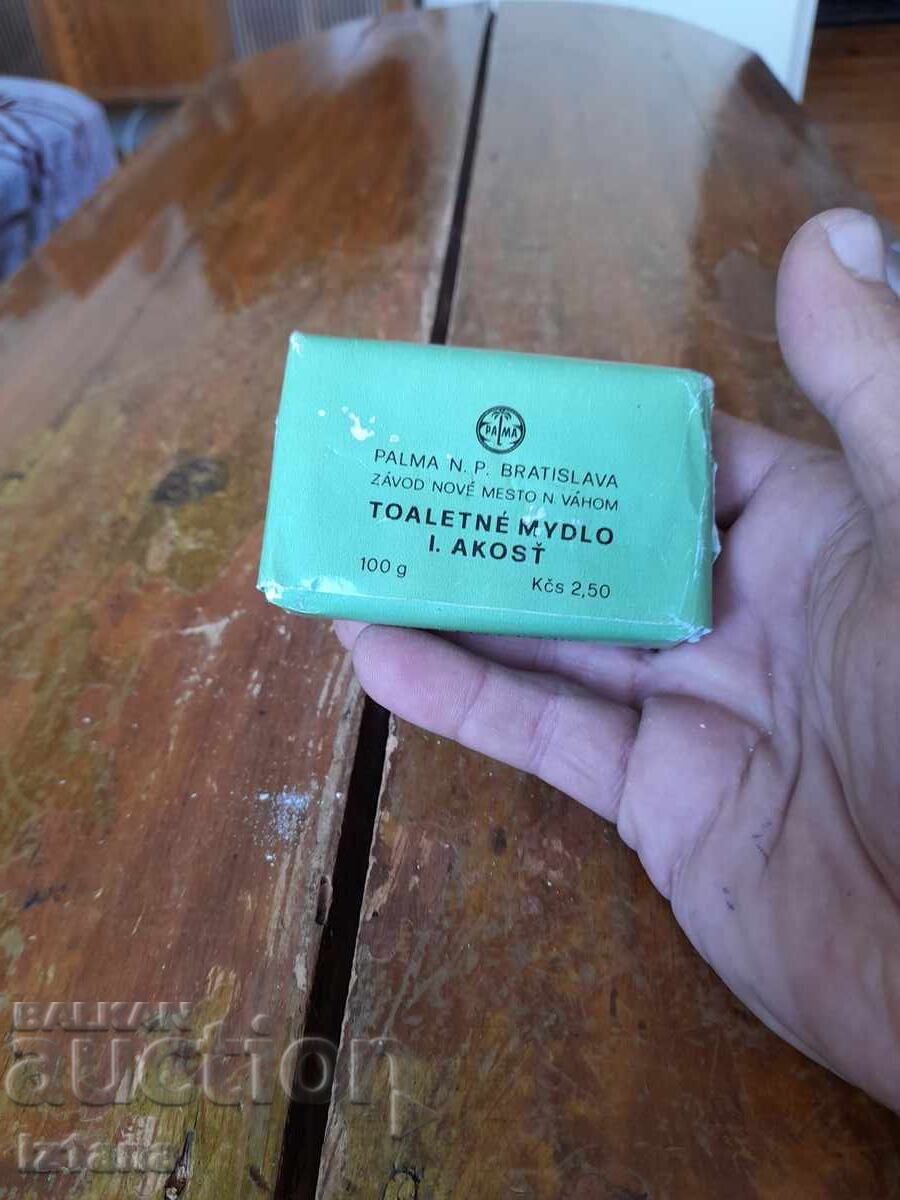 PALMA
PALMA N. P. BRATISLAVA
ZÁVOD NOVÉ MESTO N. VÁHOM
TOALETNÉ MYDLO
I. AKOSŤ
100 g
Kčs 2,50
BALKAN
auction
Iztana